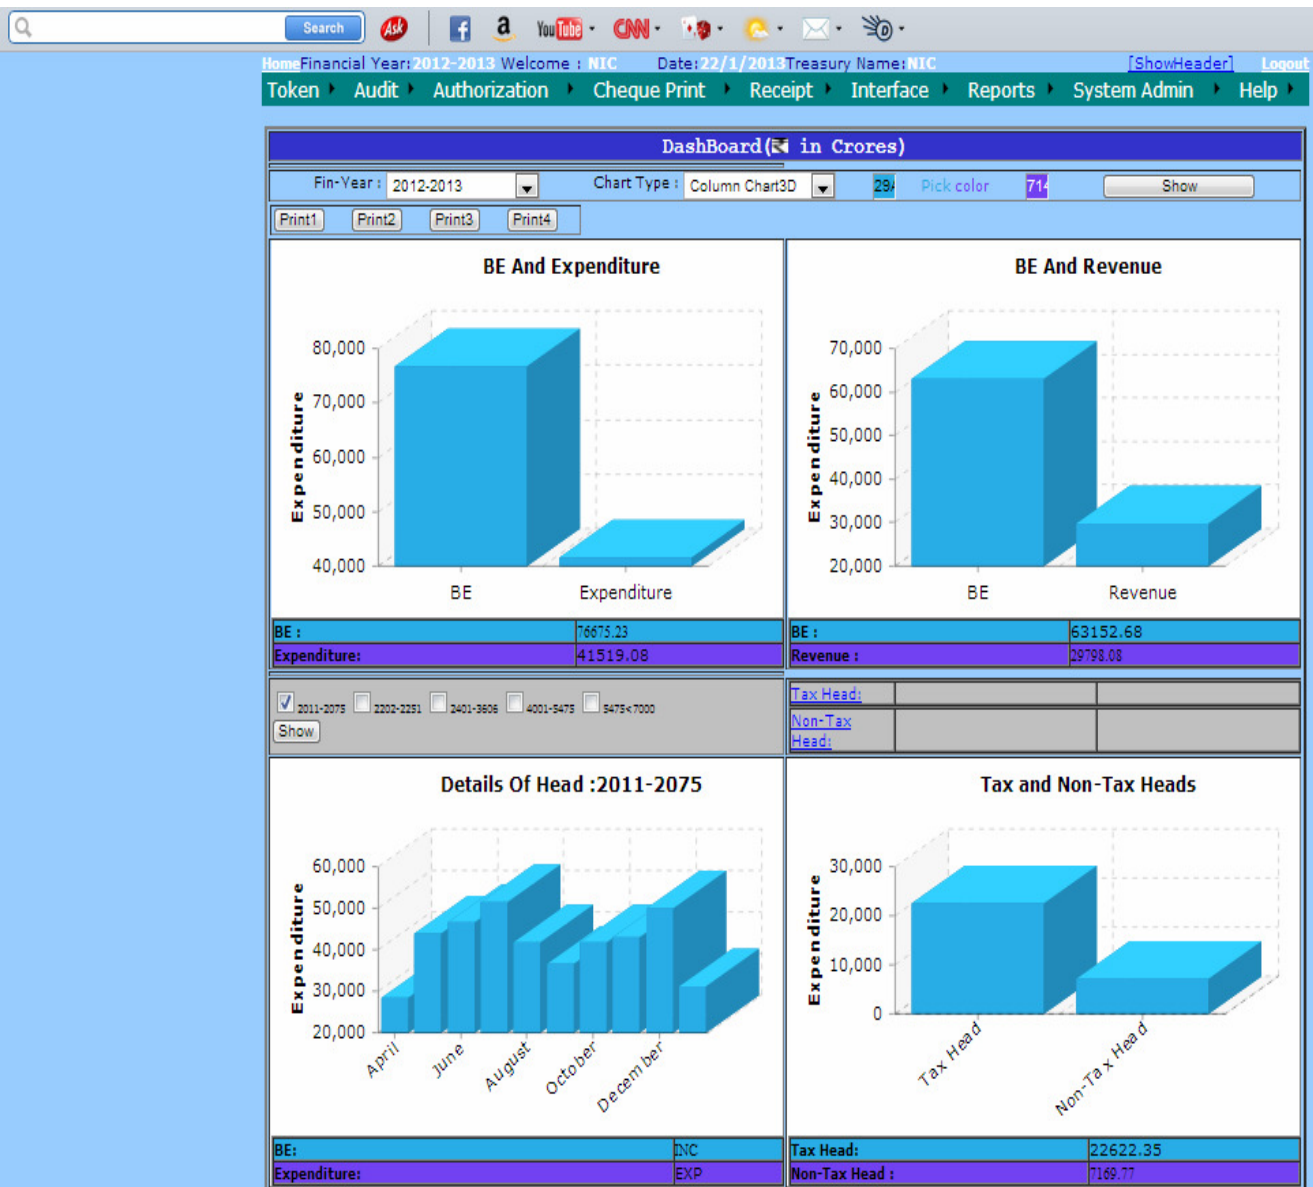 Search Ask f a YouTube CNN
HomeFinancial Year:2012-2013 Welcome : NIC Date:22/1/2013Treasury Name:NIC [ShowHeader] Logout
Token Audit Authorization Cheque Print Receipt Interface Reports System Admin Help
DashBoard(₹ in Crores)
Fin-Year : 2012-2013 Chart Type : Column Chart3D 29 Pick color 714 Show
Print1 Print2 Print3 Print4
BE And Expenditure
80,000
70,000
60,000
50,000
40,000
Expenditure
BE Expenditure
BE : 76675.23
Expenditure: 41519.08
BE And Revenue
70,000
60,000
50,000
40,000
30,000
20,000
Expenditure
BE Revenue
BE : 63152.68
Revenue : 29798.08
2011-2075 2202-2251 2401-3606 4001-5475 5475<7000
Show
Tax Head:
Non-Tax
Head:
Details Of Head :2011-2075
60,000
50,000
40,000
30,000
20,000
Expenditure
April June August October December
BE: INC
Expenditure: EXP
Tax and Non-Tax Heads
30,000
20,000
10,000
0
Expenditure
Tax Head Non-Tax Head
Tax Head: 22622.35
Non-Tax Head : 7169.77